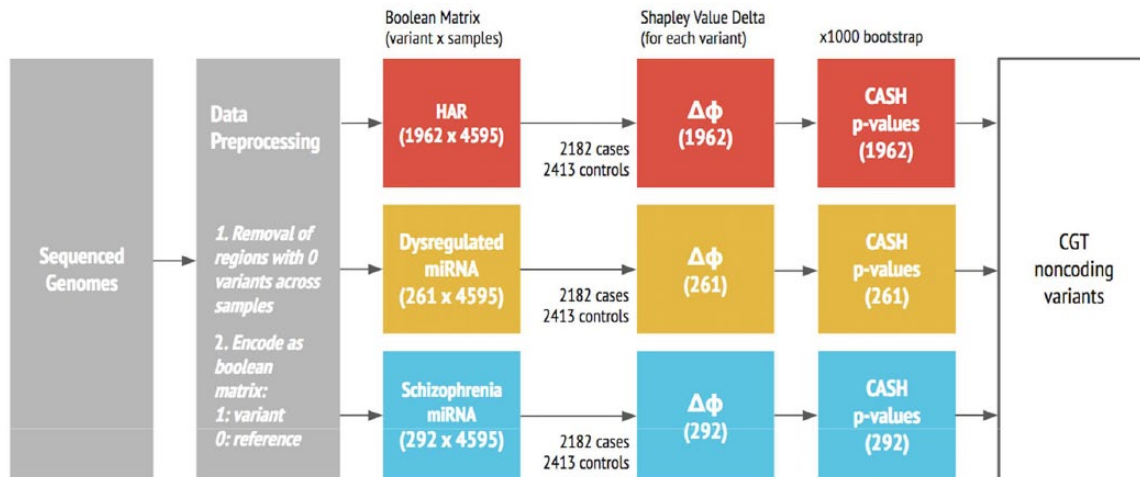 Boolean Matrix
(variant x samples)
Shapley Value Delta
(for each variant)
x1000 bootstrap
Sequenced
Genomes
Data
Preprocessing
1. Removal of
regions with 0
variants across
samples
2. Encode as
boolean
matrix:
1: variant
0: reference
HAR
(1962 x 4595)
2182 cases
2413 controls
Δϕ
(1962)
CASH
p-values
(1962)
Dysregulated
miRNA
(261 x 4595)
2182 cases
2413 controls
Δϕ
(261)
CASH
p-values
(261)
Schizophrenia
miRNA
(292 x 4595)
2182 cases
2413 controls
Δϕ
(292)
CASH
p-values
(292)
CGT
noncoding
variants